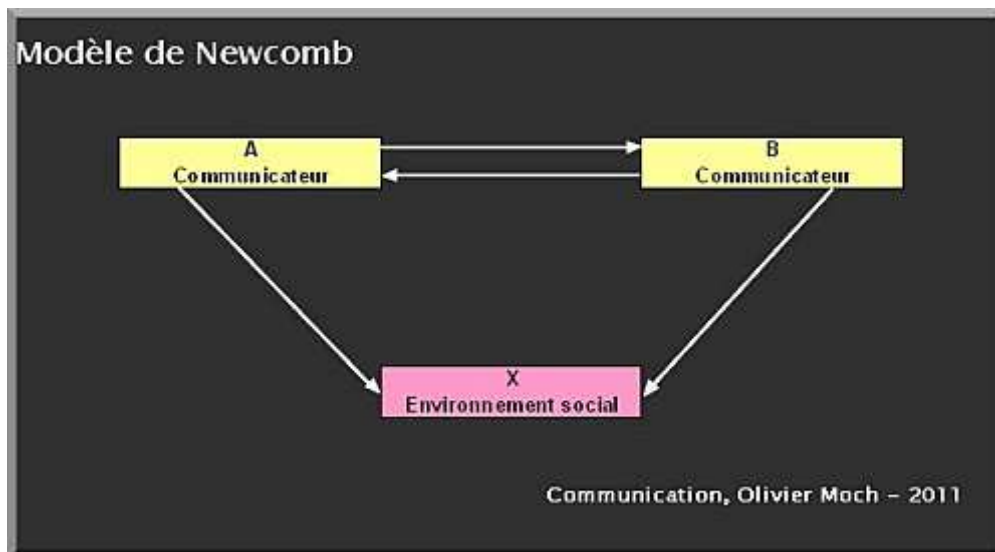 Modèle de Newcomb
A
Communicateur
B
Communicateur
X
Environnement social
Communication, Olivier Moch - 2011